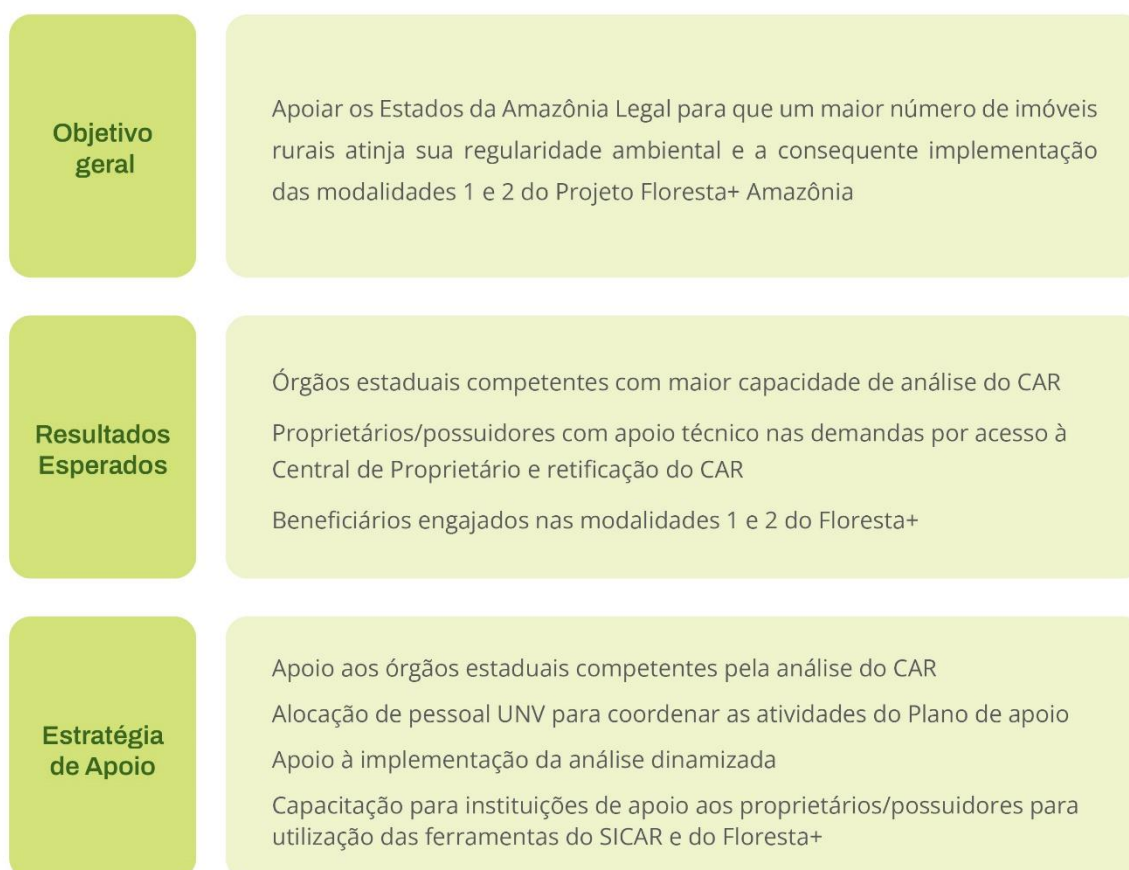 Objetivo
geral
Apoiar os Estados da Amazônia Legal para que um maior número de imóveis
rurais atinja sua regularidade ambiental e a consequente implementação
das modalidades 1 e 2 do Projeto Floresta+ Amazônia
Resultados
Esperados
Órgãos estaduais competentes com maior capacidade de análise do CAR
Proprietários/possuidores com apoio técnico nas demandas por acesso à
Central de Proprietário e retificação do CAR
Beneficiários engajados nas modalidades 1 e 2 do Floresta+
Estratégia
de Apoio
Apoio aos órgãos estaduais competentes pela análise do CAR
Alocação de pessoal UNV para coordenar as atividades do Plano de apoio
Apoio à implementação da análise dinamizada
Capacitação para instituições de apoio aos proprietários/possuidores para
utilização das ferramentas do SICAR e do Floresta+